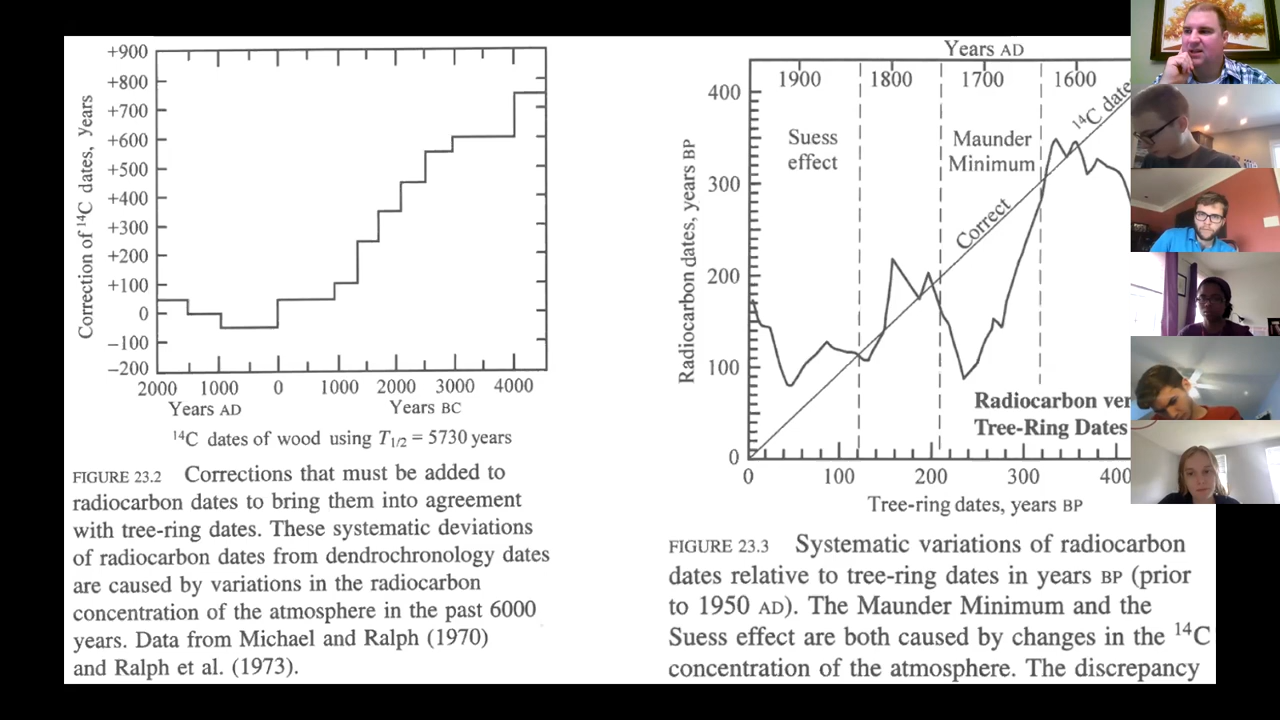 +900
+800
+700
+600
+500
+400
+300
+200
+100
0
−100
−200
Correction of ¹⁴C dates, years
2000 1000 0 1000 2000 3000 4000
Years AD Years BC
¹⁴C dates of wood using T₁/₂ = 5730 years
FIGURE 23.2 Corrections that must be added to
radiocarbon dates to bring them into agreement
with tree-ring dates. These systematic deviations
of radiocarbon dates from dendrochronology dates
are caused by variations in the radiocarbon
concentration of the atmosphere in the past 6000
years. Data from Michael and Ralph (1970)
and Ralph et al. (1973).
Years AD
1900 1800 1700 1600
400
300
200
100
0
Radiocarbon dates, years BP
Suess
effect
Maunder
Minimum
Correct ¹⁴C date
Radiocarbon ver
Tree-Ring Dates
0 100 200 300 400
Tree-ring dates, years BP
FIGURE 23.3 Systematic variations of radiocarbon
dates relative to tree-ring dates in years BP (prior
to 1950 AD). The Maunder Minimum and the
Suess effect are both caused by changes in the ¹⁴C
concentration of the atmosphere. The discrepancy